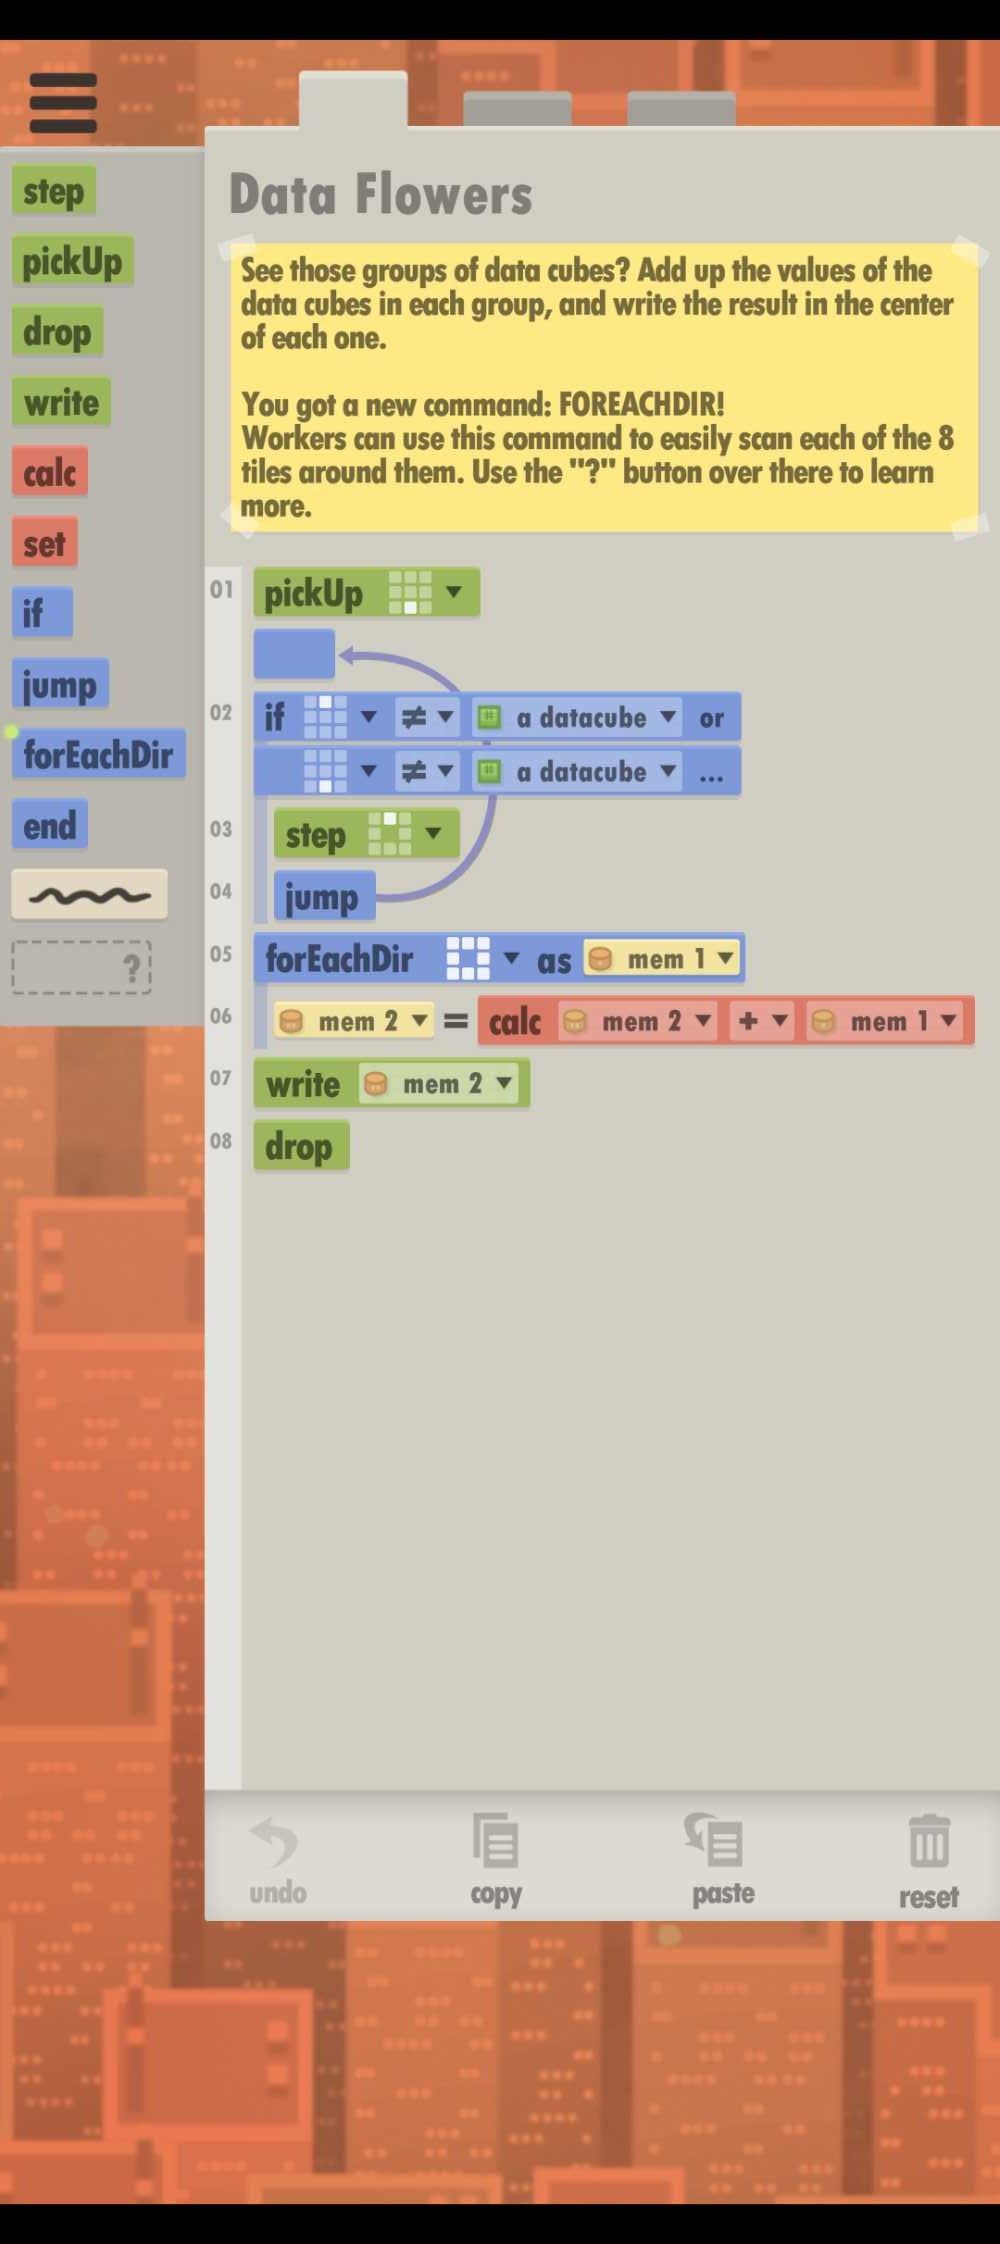 Data Flowers
See those groups of data cubes? Add up the values of the
data cubes in each group, and write the result in the center
of each one.
You got a new command: FOREACHDIR!
Workers can use this command to easily scan each of the 8
tiles around them. Use the "?" button over there to learn
more.
step
pickUp
drop
write
calc
set
if
jump
forEachDir
end
?
01 pickUp
02 if ≠ a datacube or
≠ a datacube ...
03 step
04 jump
05 forEachDir as mem 1
06 mem 2 = calc mem 2 + mem 1
07 write mem 2
08 drop
undo copy paste reset